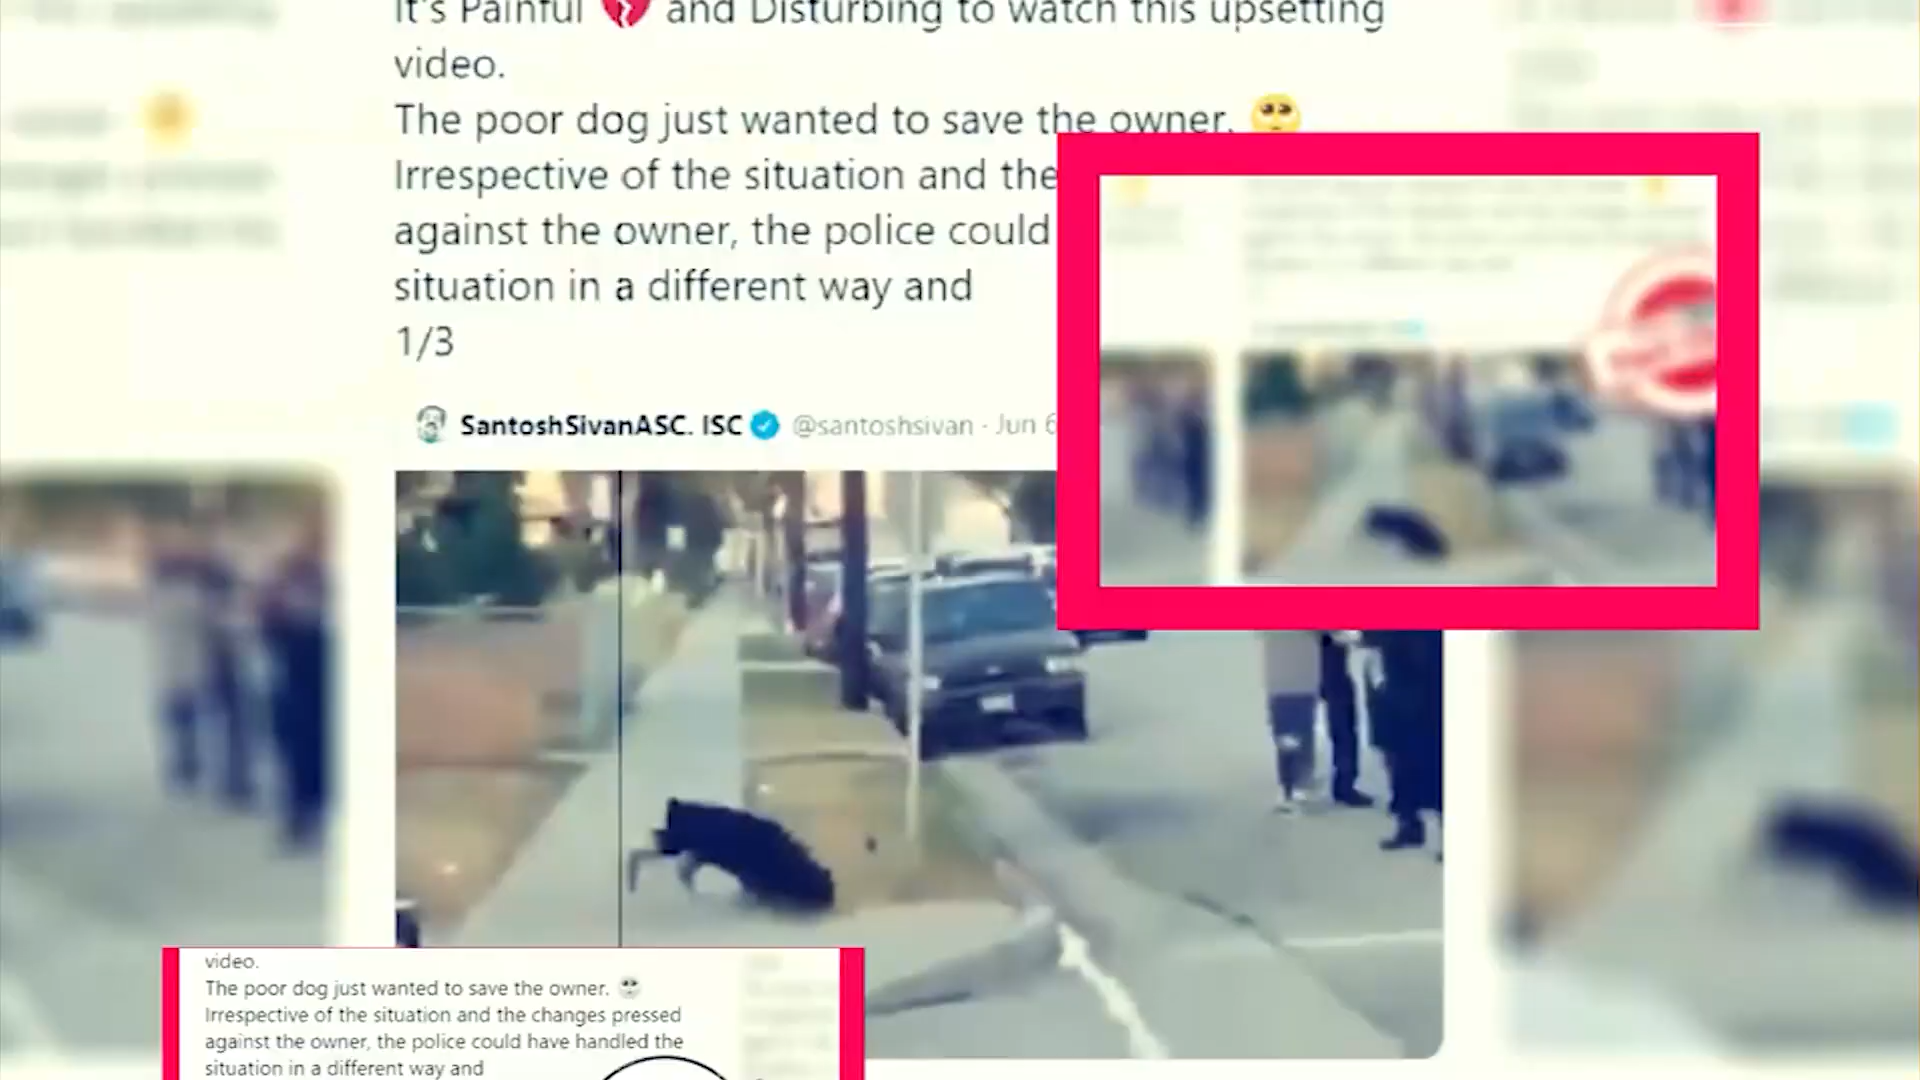 It's Painful 💔 and Disturbing to watch this upsetting
video.
The poor dog just wanted to save the owner. 🥺
Irrespective of the situation and the
against the owner, the police could
situation in a different way and
1/3
SantoshSivanASC. ISC @santoshsivan · Jun 6
video.
The poor dog just wanted to save the owner. 🥺
Irrespective of the situation and the changes pressed
against the owner, the police could have handled the
situation in a different way and